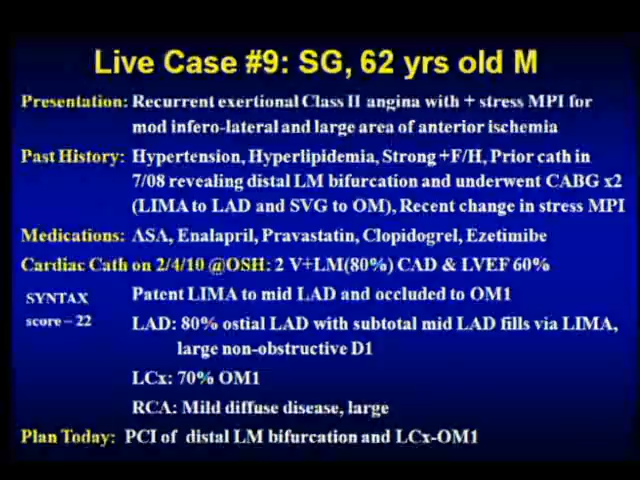 Live Case #9: SG, 62 yrs old M
Presentation: Recurrent exertional Class II angina with + stress MPI for
mod infero-lateral and large area of anterior ischemia
Past History: Hypertension, Hyperlipidemia, Strong +F/H, Prior cath in
7/08 revealing distal LM bifurcation and underwent CABG x2
(LIMA to LAD and SVG to OM), Recent change in stress MPI
Medications: ASA, Enalapril, Pravastatin, Clopidogrel, Ezetimibe
Cardiac Cath on 2/4/10 @OSH: 2 V+LM(80%) CAD & LVEF 60%
SYNTAX
score – 22
Patent LIMA to mid LAD and occluded to OM1
LAD: 80% ostial LAD with subtotal mid LAD fills via LIMA,
large non-obstructive D1
LCx: 70% OM1
RCA: Mild diffuse disease, large
Plan Today: PCI of distal LM bifurcation and LCx-OM1